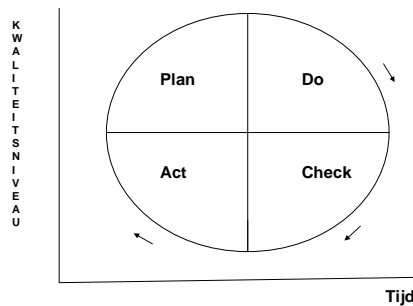 KWALITEITSNIVEAU
Plan
Do
Act
Check
Tijd